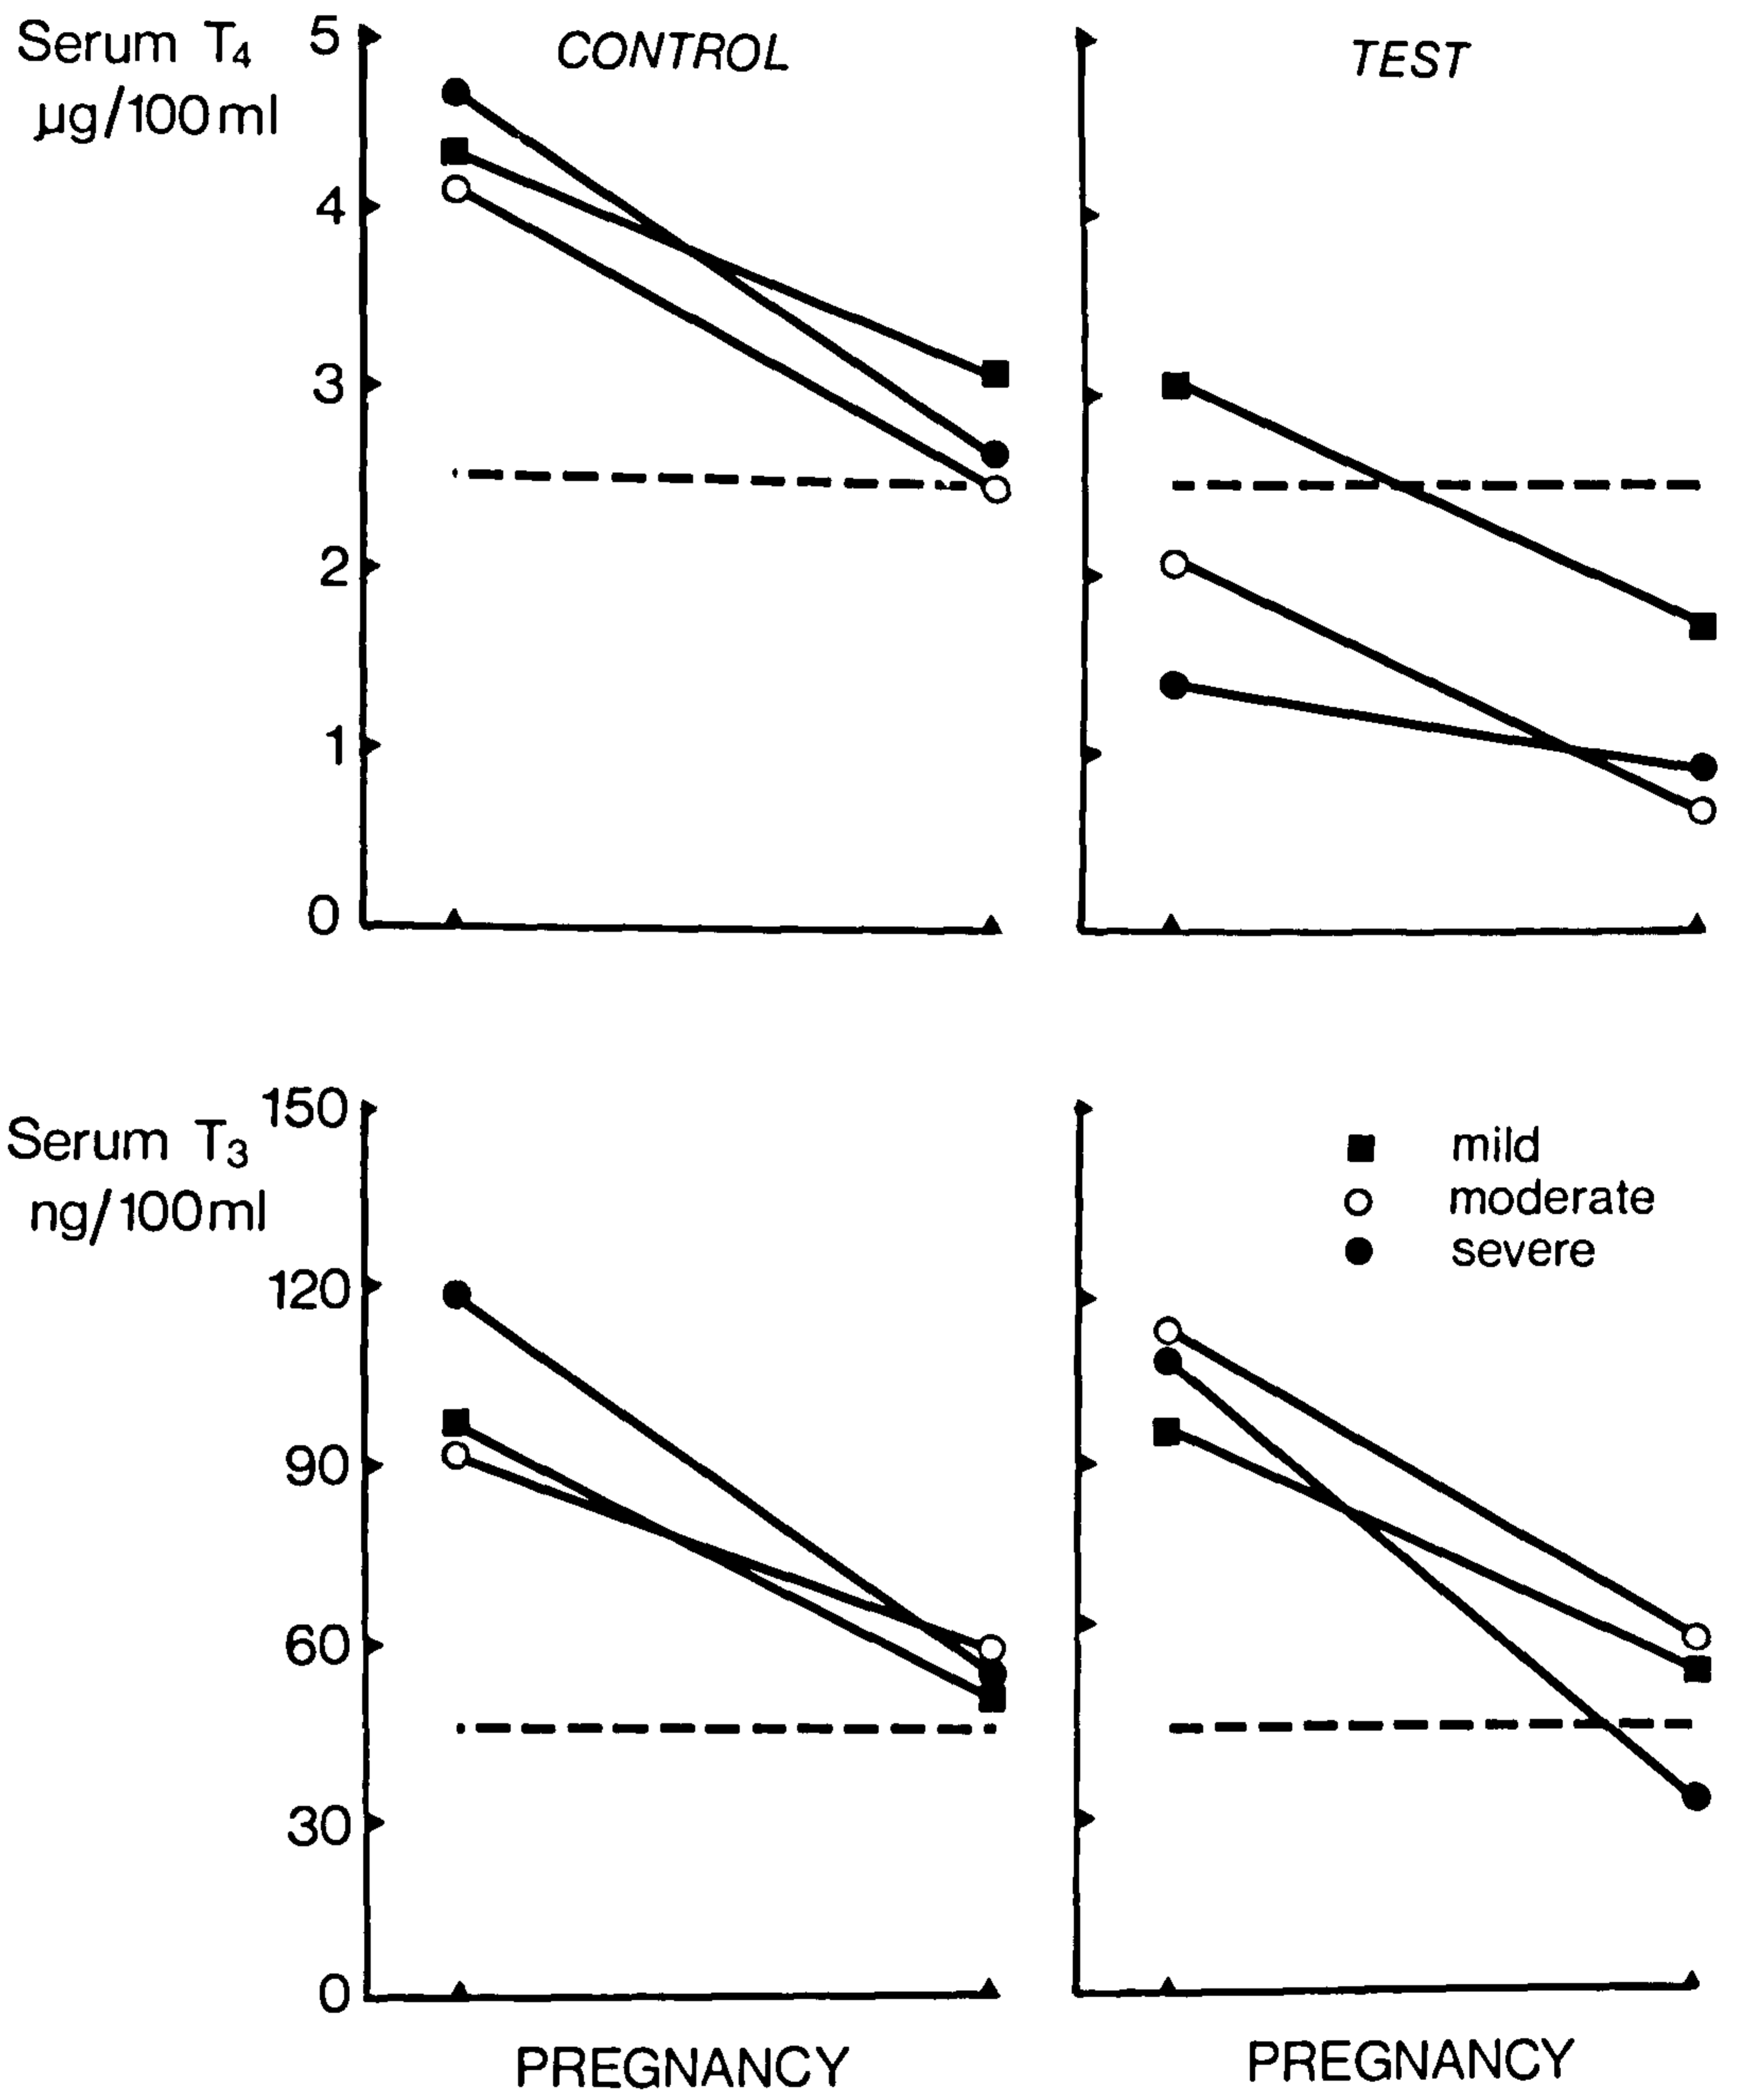 Serum T₄
µg/100ml
CONTROL
TEST
5
4
3
2
1
0
Serum T₃
ng/100ml
150
120
90
60
30
0
mild
moderate
severe
PREGNANCY
PREGNANCY